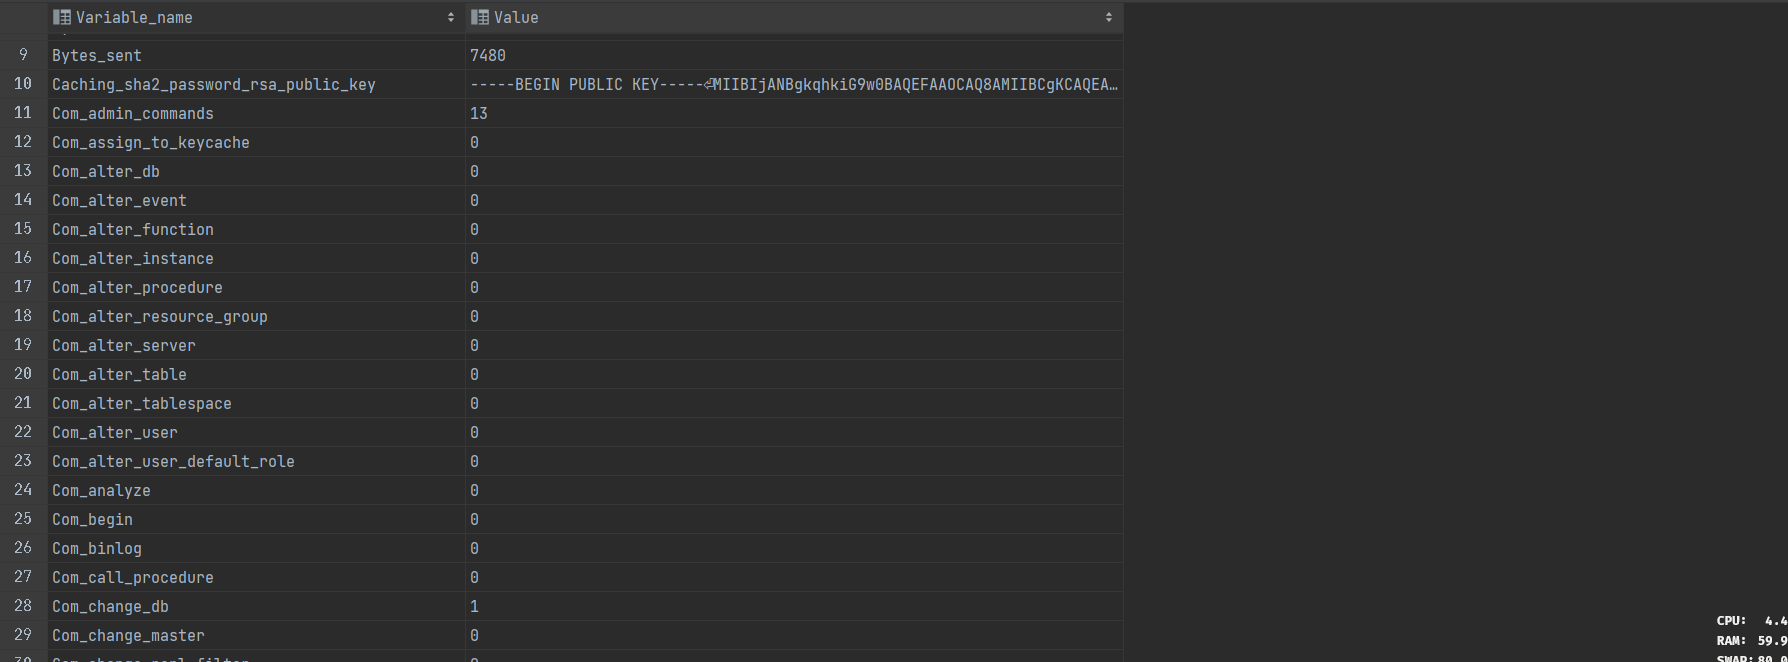 Variable_name Value
9 Bytes_sent 7480
10 Caching_sha2_password_rsa_public_key -----BEGIN PUBLIC KEY-----⏎MIIBIjANBgkqhkiG9w0BAQEFAAOCAQ8AMIIBCgKCAQEA…
11 Com_admin_commands 13
12 Com_assign_to_keycache 0
13 Com_alter_db 0
14 Com_alter_event 0
15 Com_alter_function 0
16 Com_alter_instance 0
17 Com_alter_procedure 0
18 Com_alter_resource_group 0
19 Com_alter_server 0
20 Com_alter_table 0
21 Com_alter_tablespace 0
22 Com_alter_user 0
23 Com_alter_user_default_role 0
24 Com_analyze 0
25 Com_begin 0
26 Com_binlog 0
27 Com_call_procedure 0
28 Com_change_db 1
29 Com_change_master 0
30 Com_change_repl_filter 0
CPU: 4.4
RAM: 59.9
SWAP: 80.0